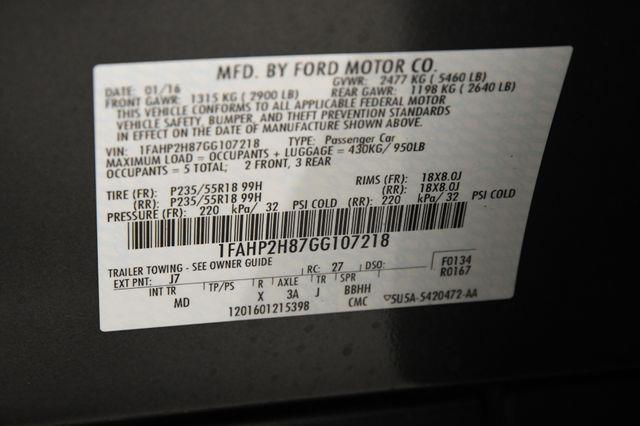 MFD. BY FORD MOTOR CO.
DATE: 01/16 GVWR: 2477 KG ( 5460 LB)
FRONT GAWR: 1315 KG ( 2900 LB) REAR GAWR: 1198 KG ( 2640 LB)
THIS VEHICLE CONFORMS TO ALL APPLICABLE FEDERAL MOTOR
VEHICLE SAFETY, BUMPER, AND THEFT PREVENTION STANDARDS
IN EFFECT ON THE DATE OF MANUFACTURE SHOWN ABOVE.
VIN: 1FAHP2H87GG107218 TYPE: Passenger Car
MAXIMUM LOAD = OCCUPANTS + LUGGAGE = 430KG/ 950LB
OCCUPANTS = 5 TOTAL; 2 FRONT, 3 REAR
TIRE (FR): P235/55R18 99H RIMS (FR): 18X8.0J
(RR): P235/55R18 99H (RR): 18X8.0J
PRESSURE (FR): 220 kPa/ 32 PSI COLD (RR): 220 kPa/ 32 PSI COLD
1FAHP2H87GG107218
TRAILER TOWING - SEE OWNER GUIDE
EXT PNT: J7 RC: 27 DSO: F0134
INT TR TP/PS R AXLE TR SPR R0167
MD X 3A J BBHH
CMC 5U5A-5420472-AA
1201601215398